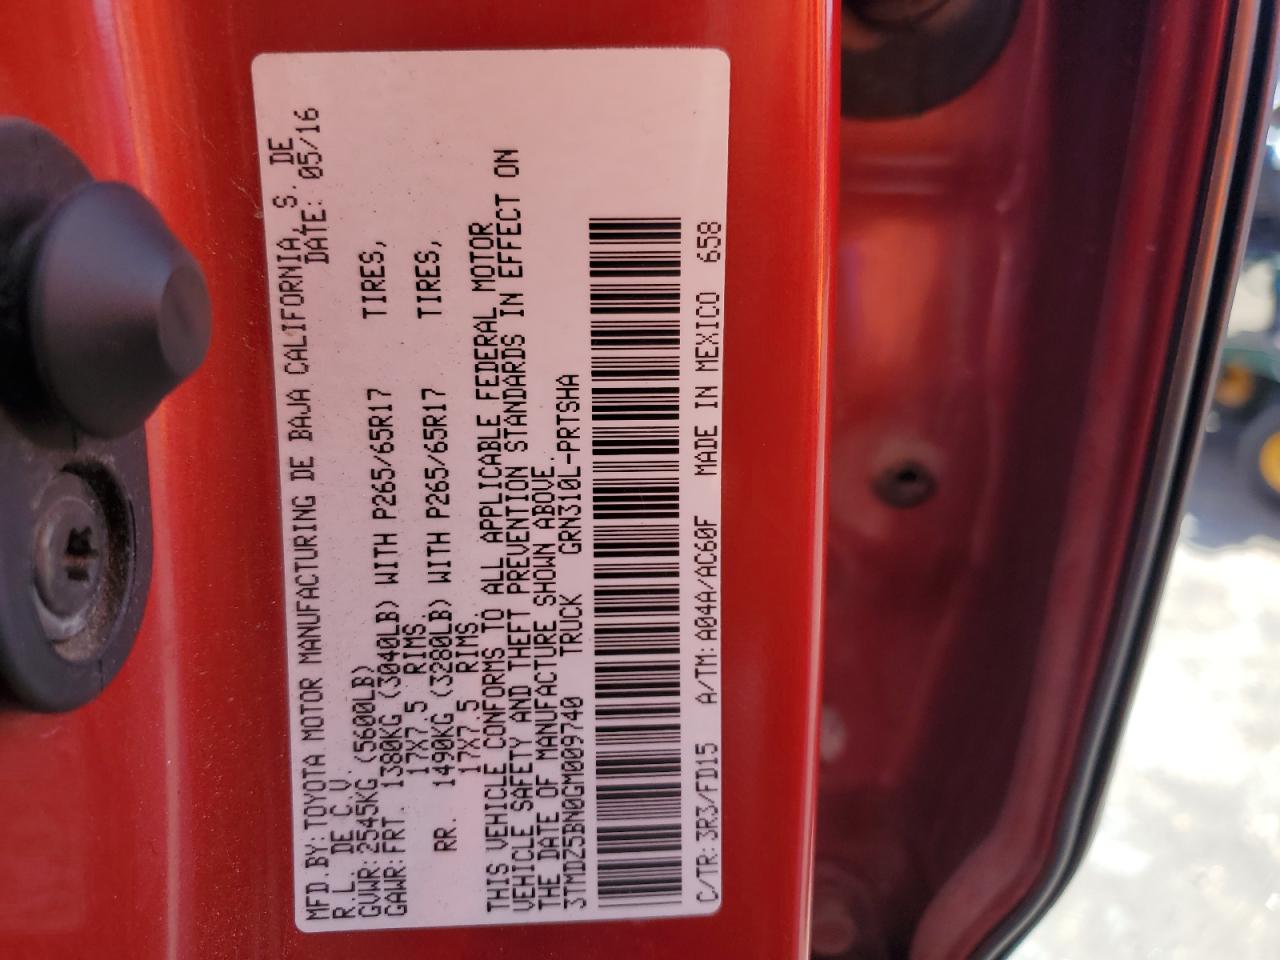 MFD.BY:TOYOTA MOTOR MANUFACTURING DE BAJA CALIFORNIA, S. DE
R.L. DE C.V. DATE: 05/16
GVWR:2545KG (5600LB)
GAWR:FRT. 1380KG (3040LB) WITH P265/65R17 TIRES,
17X7.5 RIMS.
RR. 1490KG (3280LB) WITH P265/65R17 TIRES,
17X7.5 RIMS.
THIS VEHICLE CONFORMS TO ALL APPLICABLE FEDERAL MOTOR
VEHICLE SAFETY AND THEFT PREVENTION STANDARDS IN EFFECT ON
THE DATE OF MANUFACTURE SHOWN ABOVE.
3TMDZ5BN0GM009740 TRUCK GRN310L-PRTSHA
C/TR:3R3/FD15 A/TM:A04A/AC60F MADE IN MEXICO 658